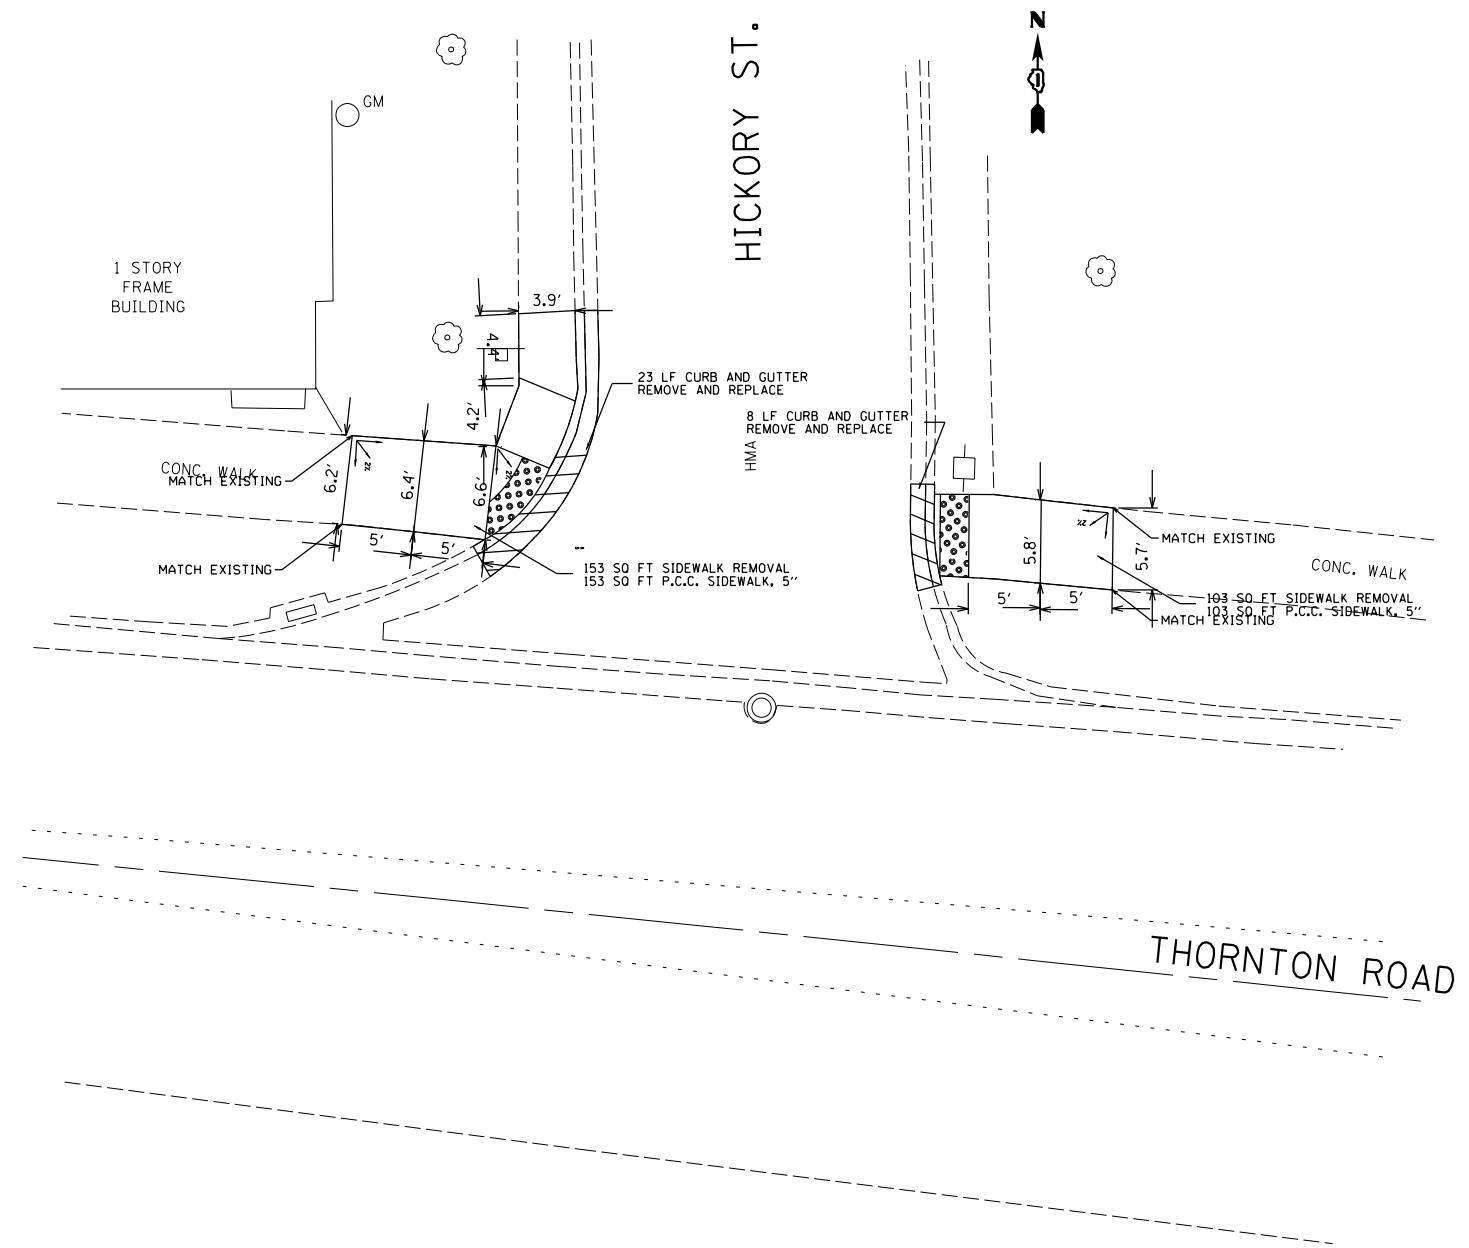 HICKORY ST.
N
GM
1 STORY
FRAME
BUILDING
3.9'
4.4'
4.2'
23 LF CURB AND GUTTER
REMOVE AND REPLACE
8 LF CURB AND GUTTER
REMOVE AND REPLACE
HMA
CONC. WALK
MATCH EXISTING
6.2'
6.4'
6.6'
2%
2%
5'
5'
MATCH EXISTING
153 SQ FT SIDEWALK REMOVAL
153 SQ FT P.C.C. SIDEWALK, 5"
2%
5.8'
5.7'
MATCH EXISTING
CONC. WALK
5'
5'
103 SQ FT SIDEWALK REMOVAL
103 SQ FT P.C.C. SIDEWALK, 5"
MATCH EXISTING
THORNTON ROAD